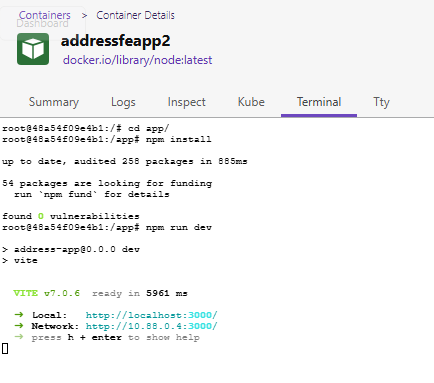 Containers > Container Details
Dashboard
addressfeapp2
docker.io/library/node:latest
Summary Logs Inspect Kube Terminal Tty
root@48a54f09e4b1:/# cd app/
root@48a54f09e4b1:/app# npm install
up to date, audited 258 packages in 885ms
54 packages are looking for funding
run `npm fund` for details
found 0 vulnerabilities
root@48a54f09e4b1:/app# npm run dev
> address-app@0.0.0 dev
> vite
VITE v7.0.6 ready in 5961 ms
➜ Local: http://localhost:3000/
➜ Network: http://10.88.0.4:3000/
➜ press h + enter to show help